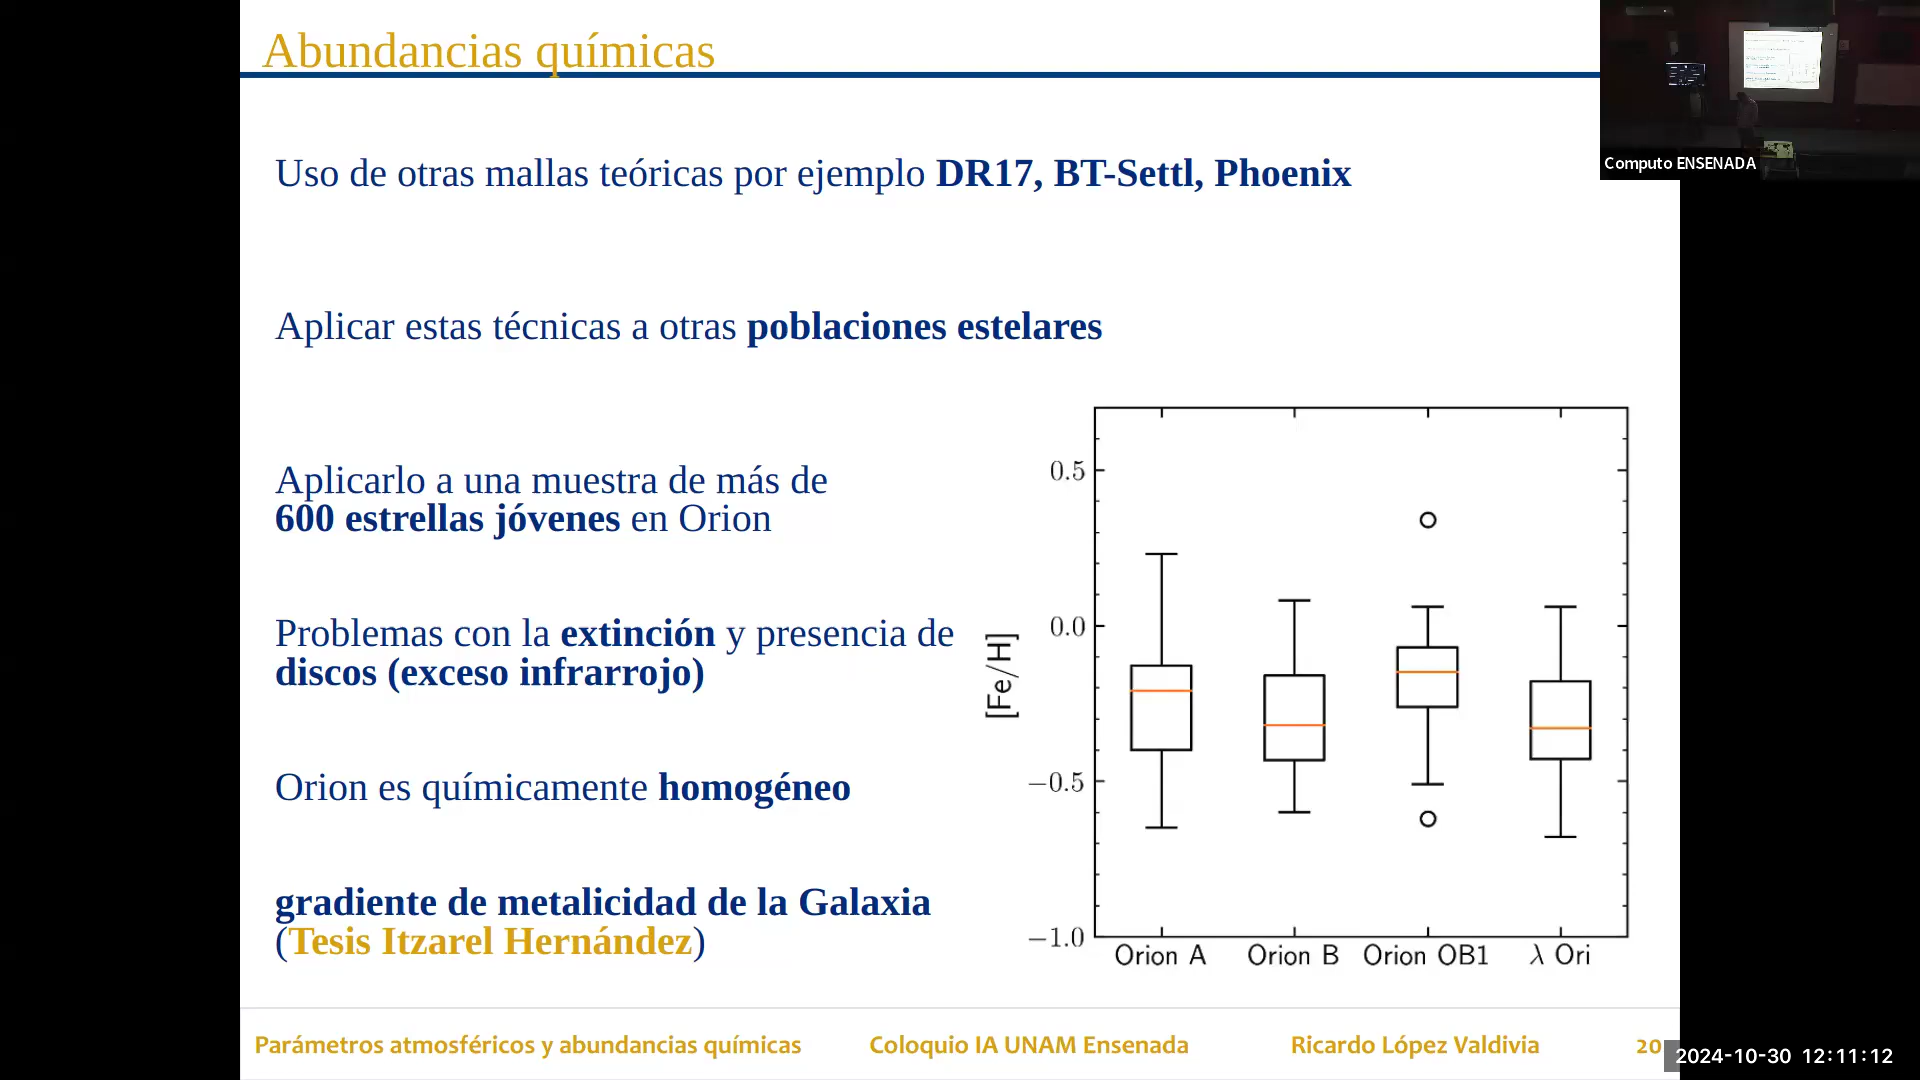 Abundancias químicas
Computo ENSENADA
Uso de otras mallas teóricas por ejemplo DR17, BT-Settl, Phoenix
Aplicar estas técnicas a otras poblaciones estelares
Aplicarlo a una muestra de más de
600 estrellas jóvenes en Orion
Problemas con la extinción y presencia de
discos (exceso infrarrojo)
Orion es químicamente homogéneo
gradiente de metalicidad de la Galaxia
(Tesis Itzarel Hernández)
[Fe/H]
0.5
0.0
−0.5
−1.0
Orion A Orion B Orion OB1 λ Ori
Parámetros atmosféricos y abundancias químicas Coloquio IA UNAM Ensenada Ricardo López Valdivia 20
2024-10-30 12:11:12